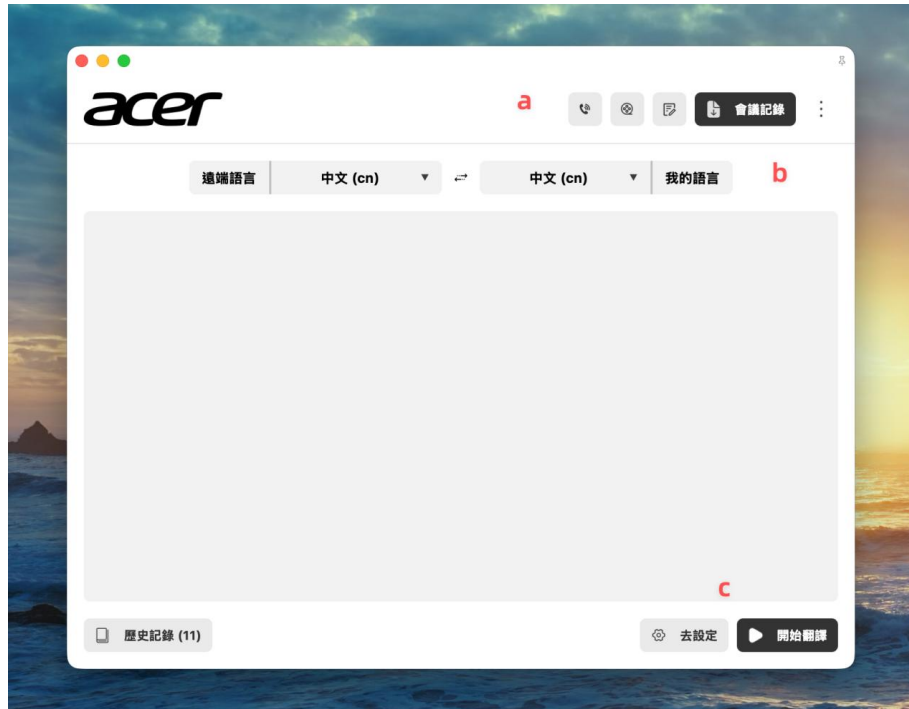 acer
a
會議記錄
遠端語言 中文 (cn) 中文 (cn) 我的語言
b
c
歷史記錄 (11) 去設定 開始翻譯